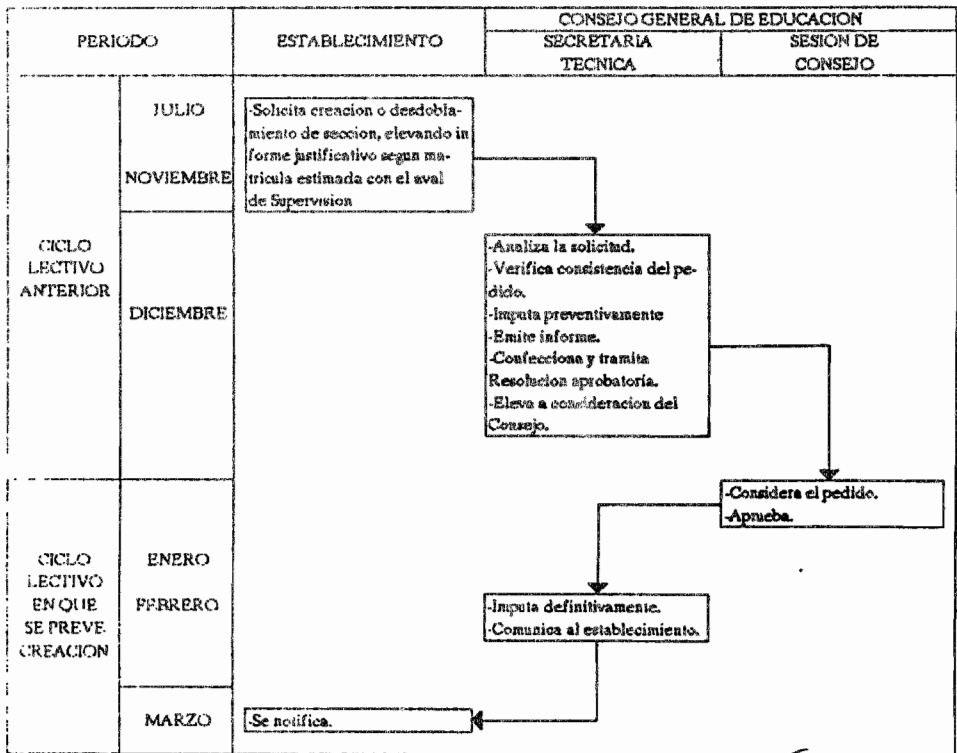 CONSEJO GENERAL DE EDUCACION
PERIODO
ESTABLECIMIENTO
SECRETARIA
TECNICA
SESION DE
CONSEJO
JULIO
NOVIEMBRE
-Solicita creacion o desdobla-
miento de seccion, elevando in
forme justificativo segun ma-
tricula estimada con el aval
de Supervision
CICLO
LECTIVO
ANTERIOR
DICIEMBRE
-Analiza la solicitud.
-Verifica consistencia del pe-
dido.
-Imputa preventivamente
-Emite informe.
-Confecciona y tramita
Resolucion aprobatoria.
-Eleva a consideracion del
Consejo.
-Considera el pedido.
-Aprueba.
CICLO
LECTIVO
EN QUE
SE PREVE
CREACION
ENERO
FEBRERO
-Imputa definitivamente.
-Comunica al establecimiento.
MARZO
-Se notifica.